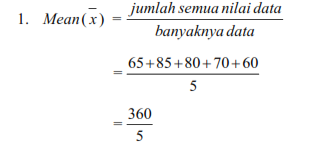 1. Mean(x̄) = jumlah semua nilai data / banyaknya data
= 65+85+80+70+60 / 5
= 360 / 5